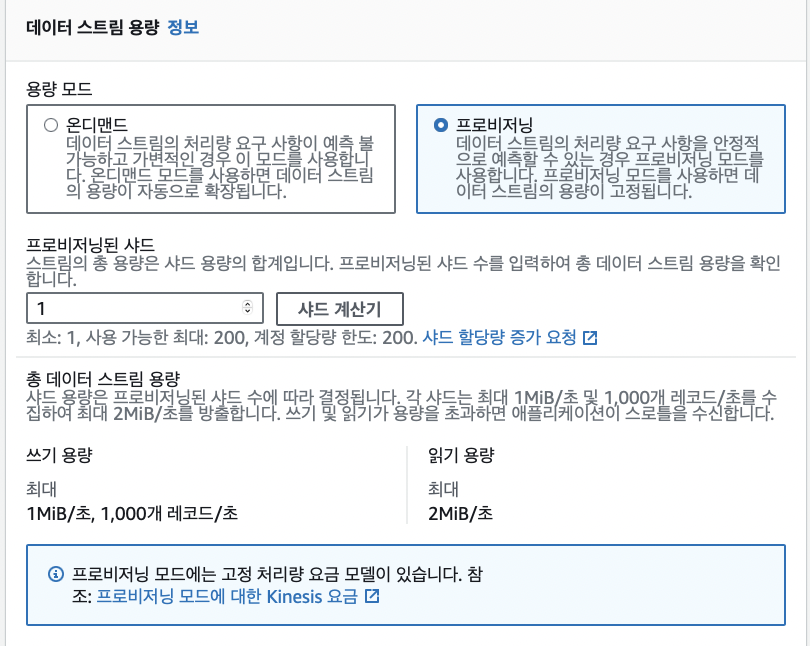 데이터 스트림 용량 정보
용량 모드
온디맨드
데이터 스트림의 처리량 요구 사항이 예측 불
가능하고 가변적인 경우 이 모드를 사용합니
다. 온디맨드 모드를 사용하면 데이터 스트림
의 용량이 자동으로 확장됩니다.
프로비저닝
데이터 스트림의 처리량 요구 사항을 안정적
으로 예측할 수 있는 경우 프로비저닝 모드를
사용합니다. 프로비저닝 모드를 사용하면 데
이터 스트림의 용량이 고정됩니다.
프로비저닝된 샤드
스트림의 총 용량은 샤드 용량의 합계입니다. 프로비저닝된 샤드 수를 입력하여 총 데이터 스트림 용량을 확인
합니다.
1
샤드 계산기
최소: 1, 사용 가능한 최대: 200, 계정 할당량 한도: 200. 샤드 할당량 증가 요청
총 데이터 스트림 용량
샤드 용량은 프로비저닝된 샤드 수에 따라 결정됩니다. 각 샤드는 최대 1MiB/초 및 1,000개 레코드/초를 수
집하여 최대 2MiB/초를 방출합니다. 쓰기 및 읽기가 용량을 초과하면 애플리케이션이 스로틀을 수신합니다.
쓰기 용량
최대
1MiB/초, 1,000개 레코드/초
읽기 용량
최대
2MiB/초
프로비저닝 모드에는 고정 처리량 요금 모델이 있습니다. 참
조: 프로비저닝 모드에 대한 Kinesis 요금